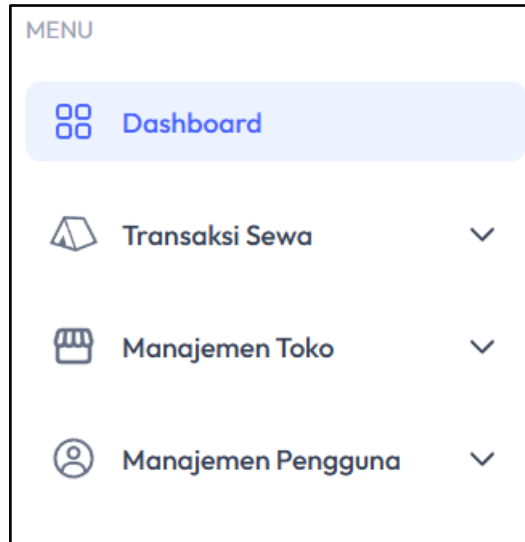 MENU
Dashboard
Transaksi Sewa
Manajemen Toko
Manajemen Pengguna